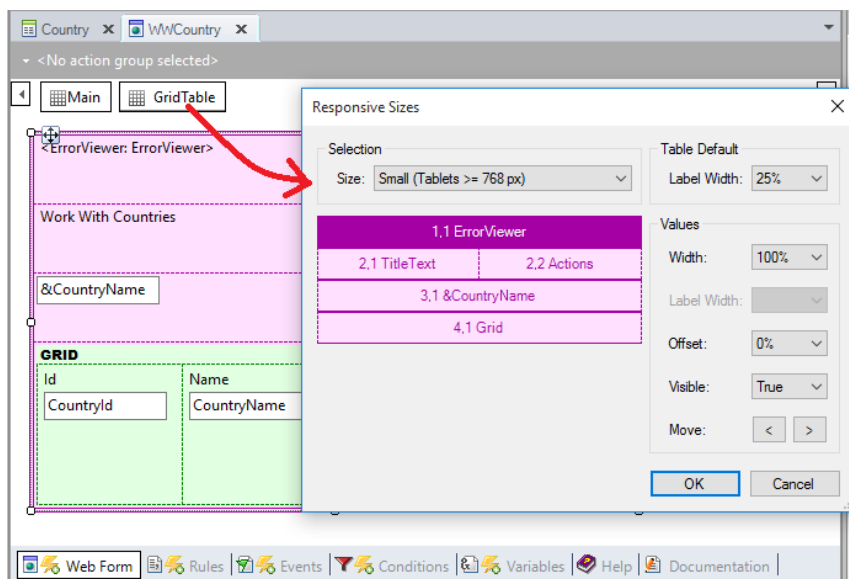 Country
WWCountry
<No action group selected>
Main
GridTable
<ErrorViewer: ErrorViewer>
Work With Countries
&CountryName
GRID
Id
Name
CountryId
CountryName
Responsive Sizes
Selection
Size:
Small (Tablets >= 768 px)
Table Default
Label Width:
25%
1,1 ErrorViewer
2,1 TitleText
2,2 Actions
3,1 &CountryName
4,1 Grid
Values
Width:
100%
Label Width:
Offset:
0%
Visible:
True
Move:
<
>
OK
Cancel
Web Form
Rules
Events
Conditions
Variables
Help
Documentation